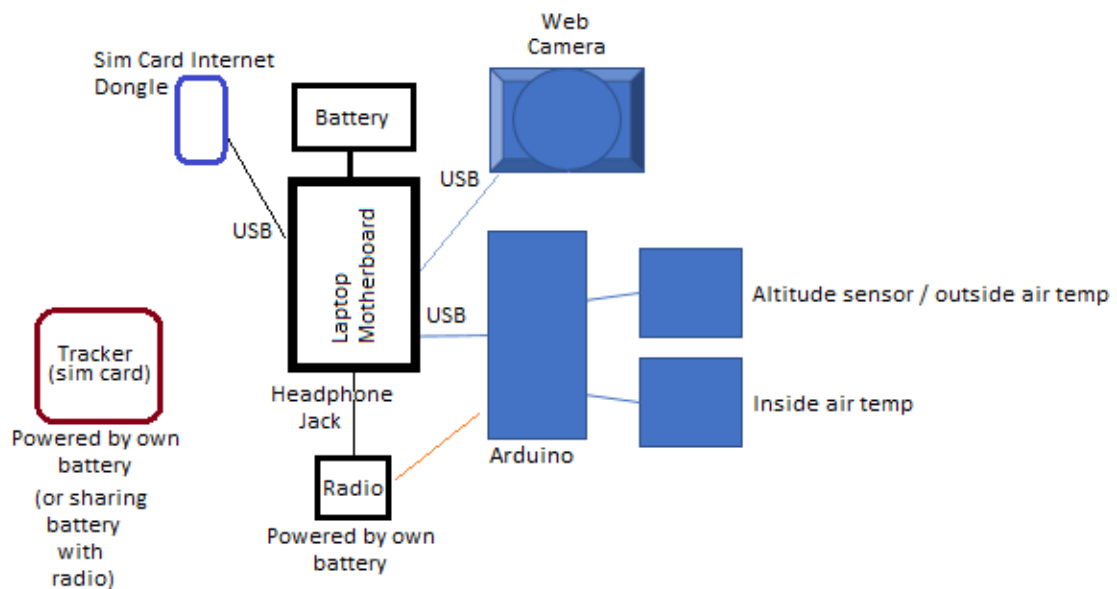 Web
Camera
Sim Card Internet
Dongle
Battery
USB
USB
Laptop
Motherboard
USB
Altitude sensor / outside air temp
Tracker
(sim card)
Headphone
Jack
Inside air temp
Powered by own
battery
Arduino
(or sharing
battery
with
radio)
Radio
Powered by own
battery